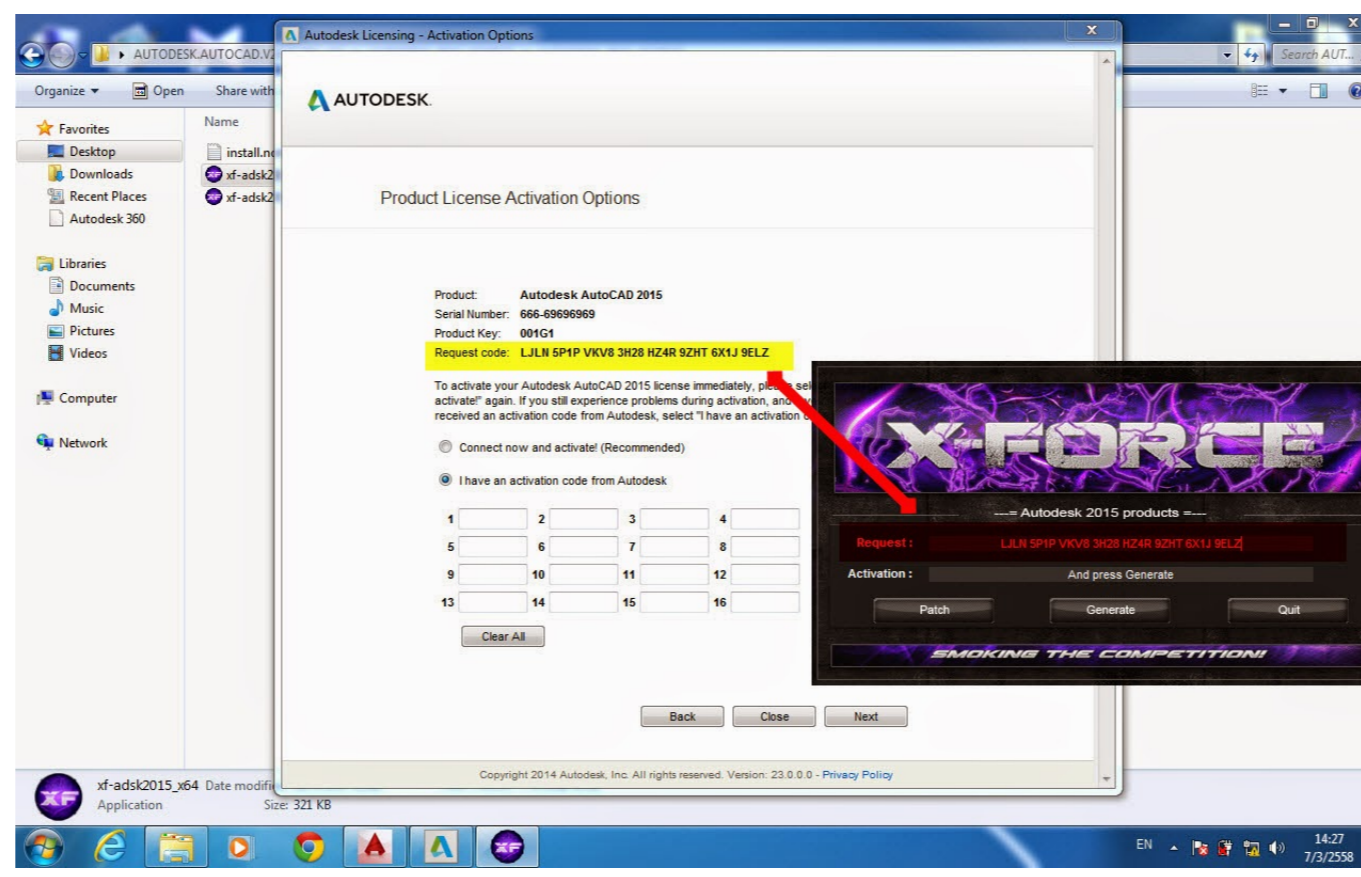 Autodesk Licensing - Activation Options
AUTODESK.AUTOCAD.V2
Search AUT...
Organize
Open
Share with
AUTODESK.
Favorites
Desktop
Downloads
Recent Places
Autodesk 360
Libraries
Documents
Music
Pictures
Videos
Computer
Network
Name
install.n
xf-adsk2
xf-adsk2
Product License Activation Options
Product: Autodesk AutoCAD 2015
Serial Number: 666-69696969
Product Key: 001G1
Request code: LJLN 5P1P VKV8 3H28 HZ4R 9ZHT 6X1J 9ELZ
To activate your Autodesk AutoCAD 2015 license immediately, please sel
activate!" again. If you still experience problems during activation, and
received an activation code from Autodesk, select "I have an activation
Connect now and activate! (Recommended)
I have an activation code from Autodesk
1 2 3 4
5 6 7 8
9 10 11 12
13 14 15 16
Clear All
Back Close Next
Copyright 2014 Autodesk, Inc. All rights reserved. Version: 23.0.0.0 - Privacy Policy
X-FORCE
---= Autodesk 2015 products =---
Request : LJLN 5P1P VKV8 3H28 HZ4R 9ZHT 6X1J 9ELZ
Activation : And press Generate
Patch Generate Quit
SMOKING THE COMPETITION!
XF
xf-adsk2015_x64 Date modifi
Application Size: 321 KB
XF
EN
14:27
7/3/2558